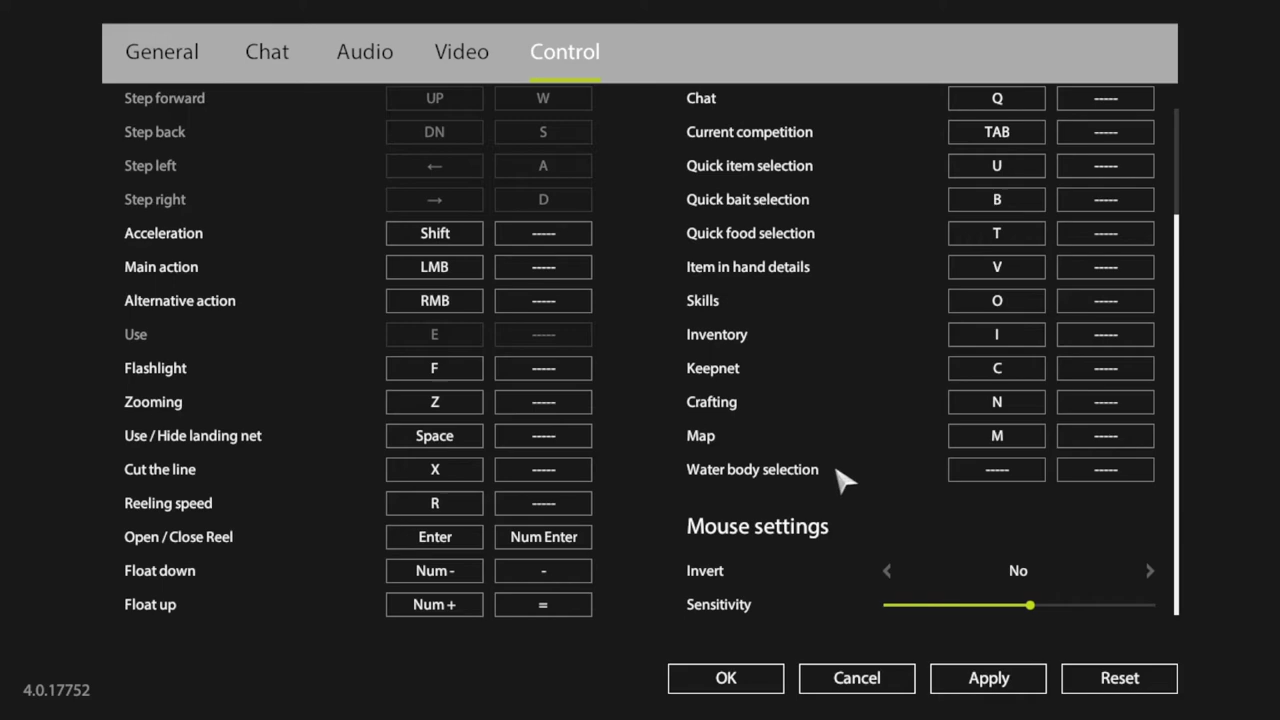 General Chat Audio Video Control
Step forward UP W
Step back DN S
Step left ← A
Step right → D
Acceleration Shift -----
Main action LMB -----
Alternative action RMB -----
Use E -----
Flashlight F -----
Zooming Z -----
Use / Hide landing net Space -----
Cut the line X -----
Reeling speed R -----
Open / Close Reel Enter Num Enter
Float down Num - -
Float up Num + =
Chat Q -----
Current competition TAB -----
Quick item selection U -----
Quick bait selection B -----
Quick food selection T -----
Item in hand details V -----
Skills O -----
Inventory I -----
Keepnet C -----
Crafting N -----
Map M -----
Water body selection ----- -----
Mouse settings
Invert No
Sensitivity
OK Cancel Apply Reset
4.0.17752